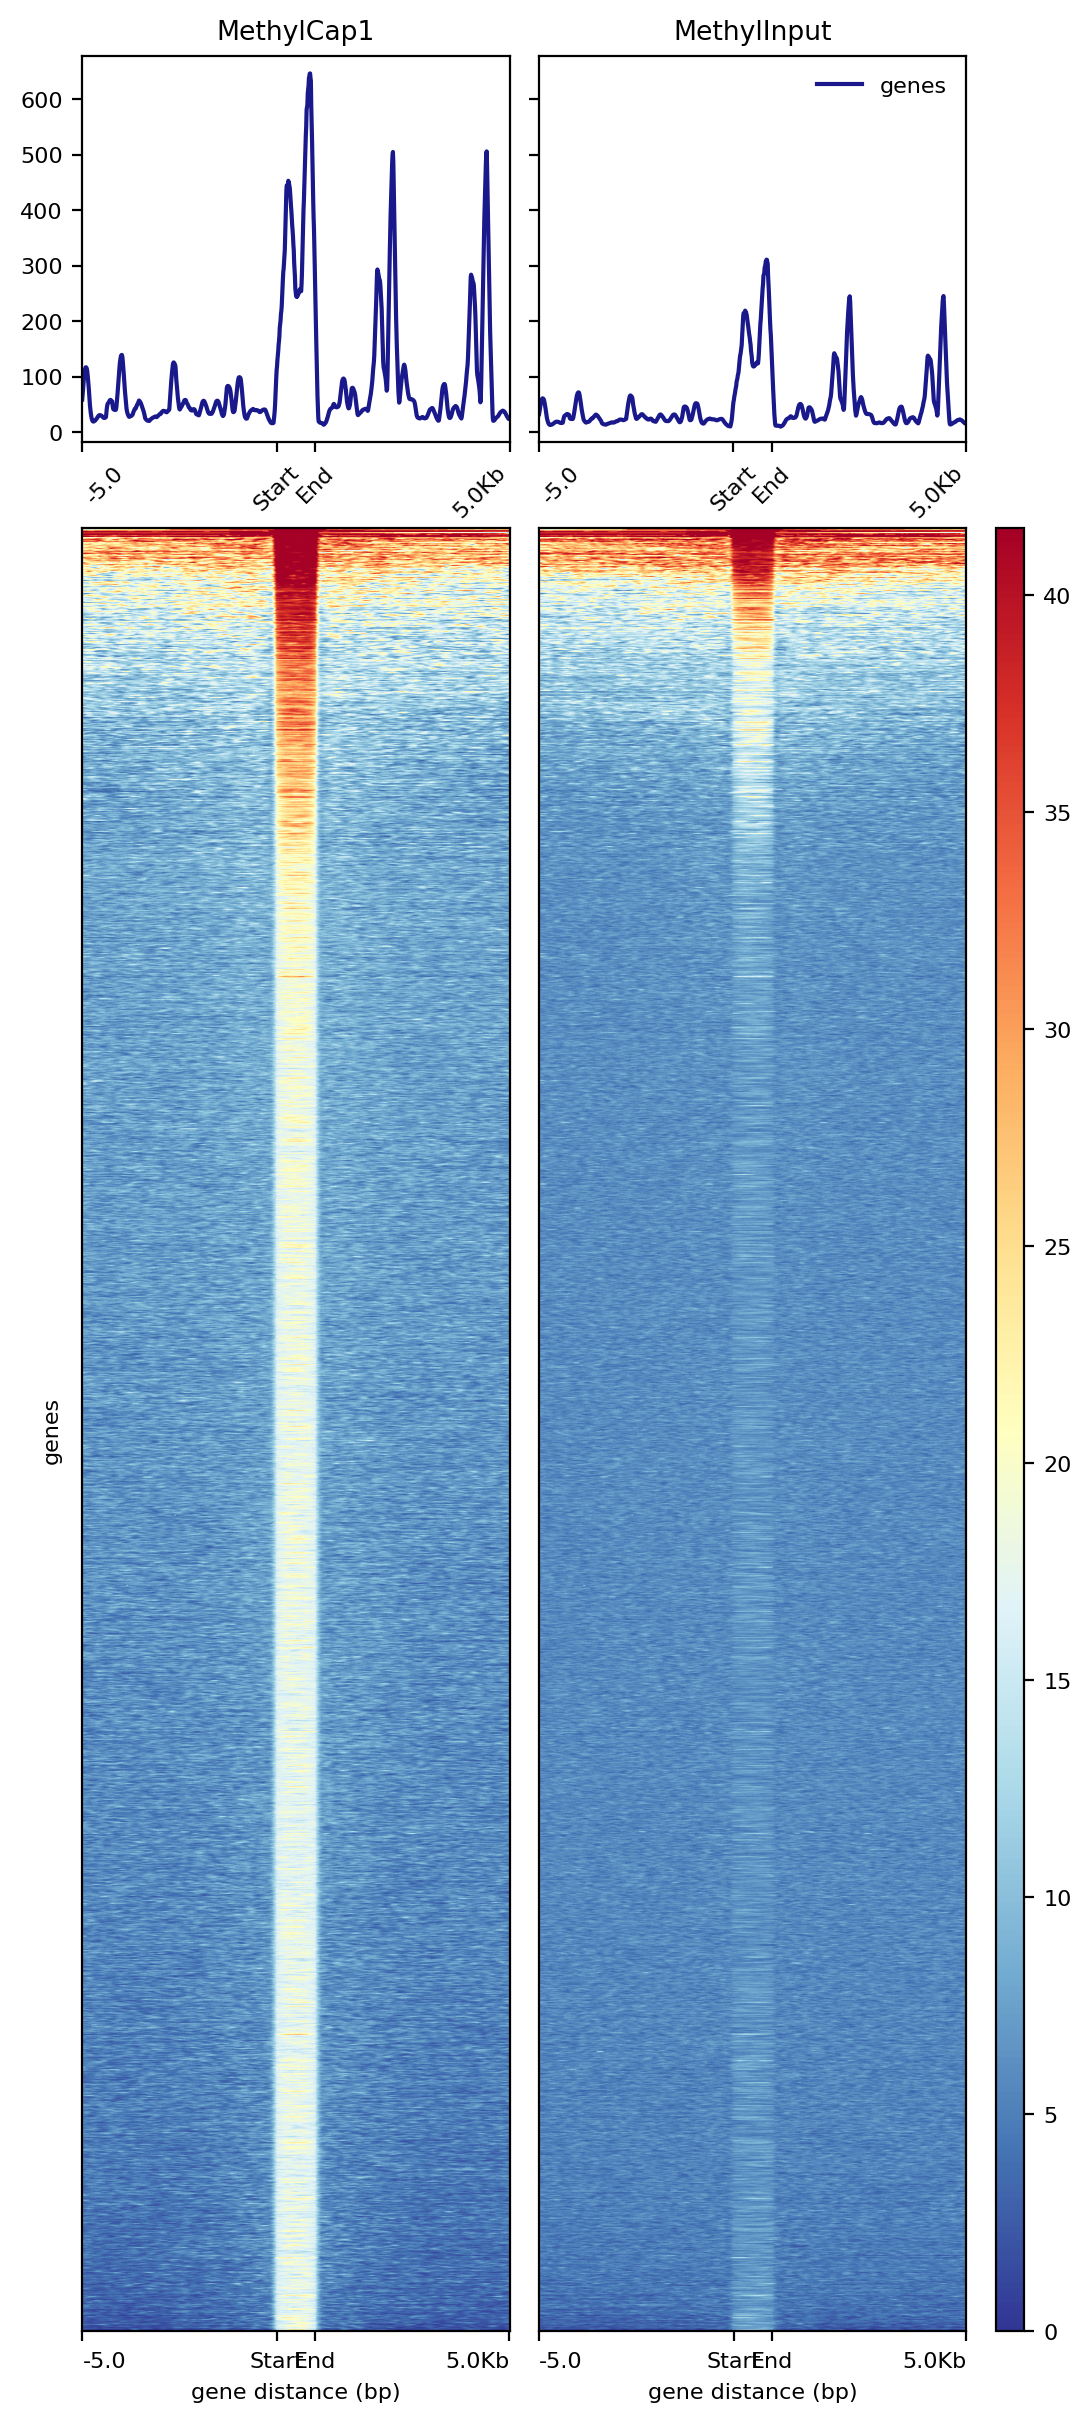 MethylCap1
MethylInput
genes
600
500
400
300
200
100
0
-5.0
Start
End
5.0Kb
-5.0
Start
End
5.0Kb
genes
40
35
30
25
20
15
10
5
0
-5.0
Start
End
5.0Kb
gene distance (bp)
-5.0
Start
End
5.0Kb
gene distance (bp)